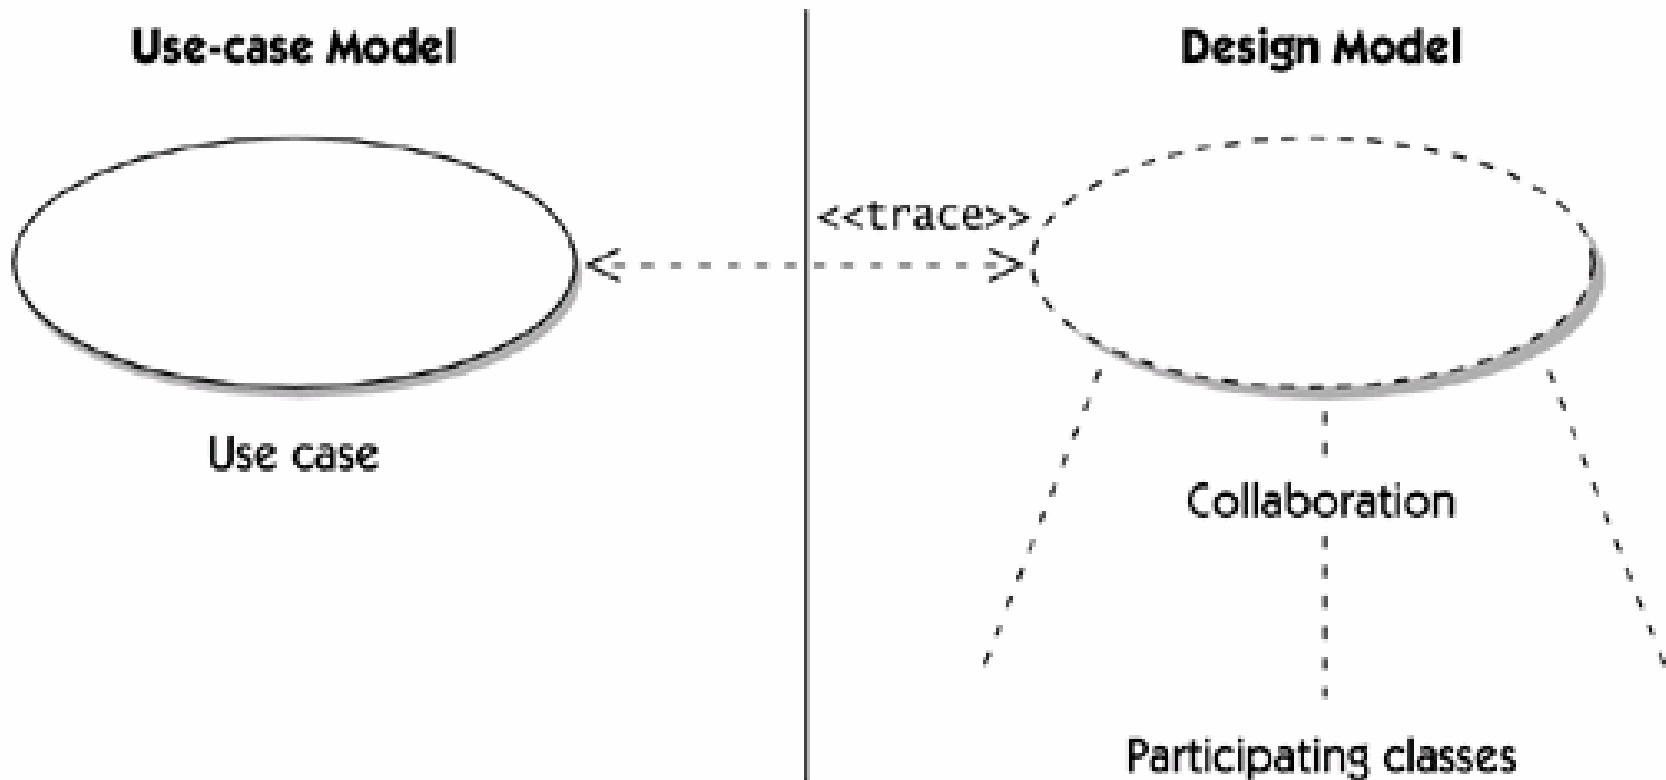 Use-case Model
Design Model
<<trace>>
Use case
Collaboration
Participating classes